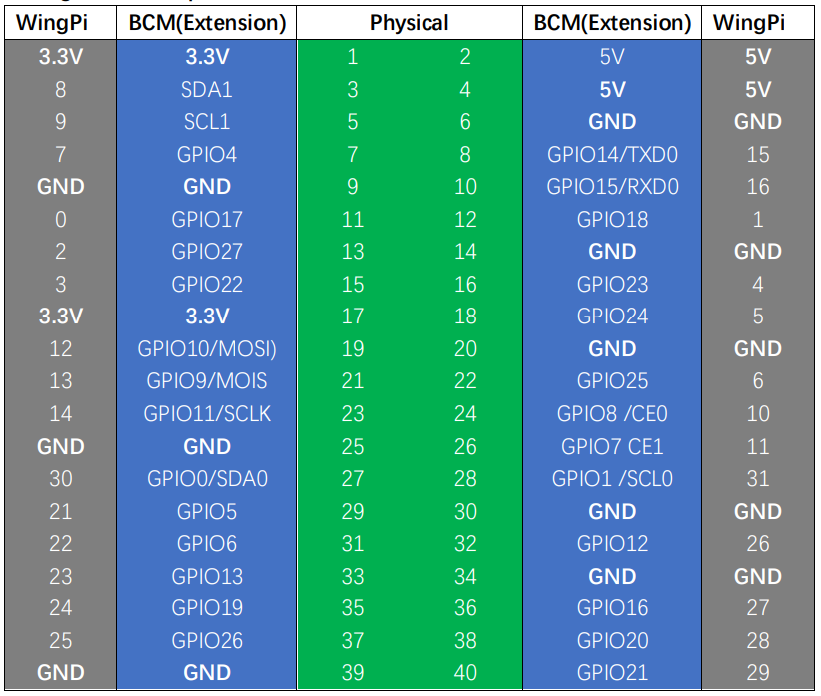 WingPi BCM(Extension) Physical BCM(Extension) WingPi
3.3V 3.3V 1 2 5V 5V
8 SDA1 3 4 5V 5V
9 SCL1 5 6 GND GND
7 GPIO4 7 8 GPIO14/TXD0 15
GND GND 9 10 GPIO15/RXD0 16
0 GPIO17 11 12 GPIO18 1
2 GPIO27 13 14 GND GND
3 GPIO22 15 16 GPIO23 4
3.3V 3.3V 17 18 GPIO24 5
12 GPIO10/MOSI) 19 20 GND GND
13 GPIO9/MOIS 21 22 GPIO25 6
14 GPIO11/SCLK 23 24 GPIO8 /CE0 10
GND GND 25 26 GPIO7 CE1 11
30 GPIO0/SDA0 27 28 GPIO1 /SCL0 31
21 GPIO5 29 30 GND GND
22 GPIO6 31 32 GPIO12 26
23 GPIO13 33 34 GND GND
24 GPIO19 35 36 GPIO16 27
25 GPIO26 37 38 GPIO20 28
GND GND 39 40 GPIO21 29